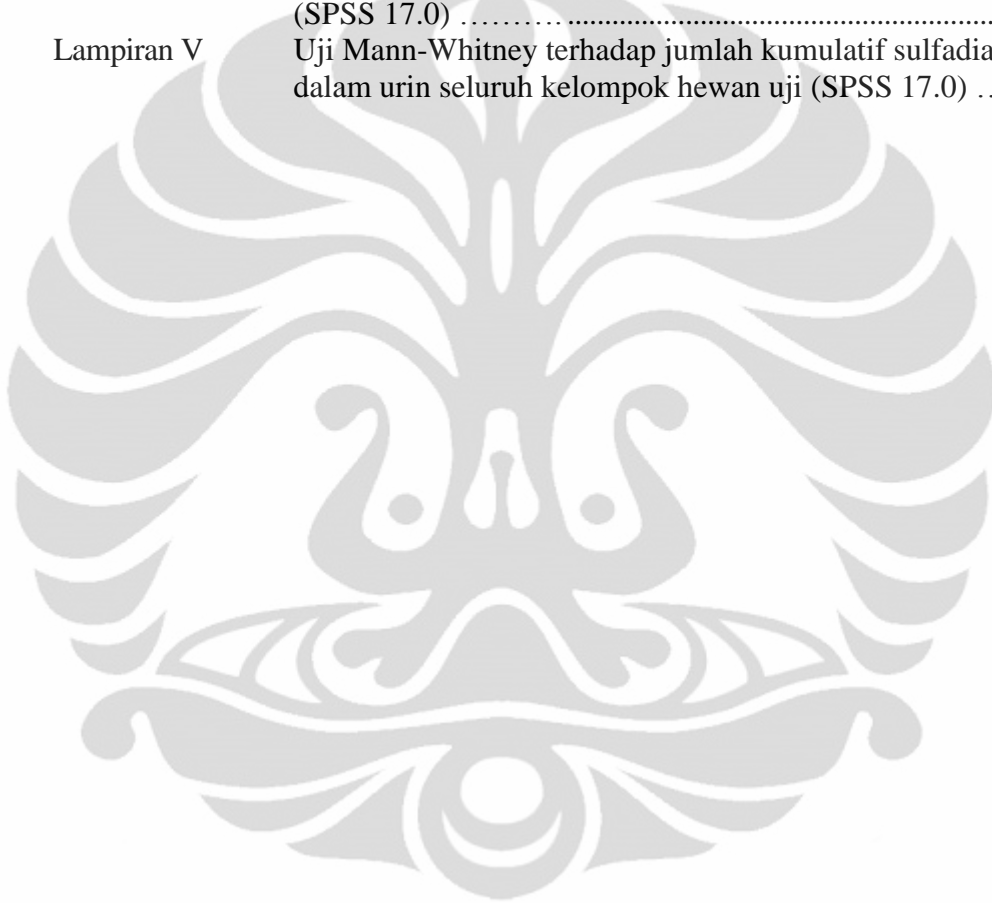 (SPSS 17.0) ………..........................................................
Lampiran V Uji Mann-Whitney terhadap jumlah kumulatif
dalam urin seluruh kelompok hewan uji (SPSS 17.0) …